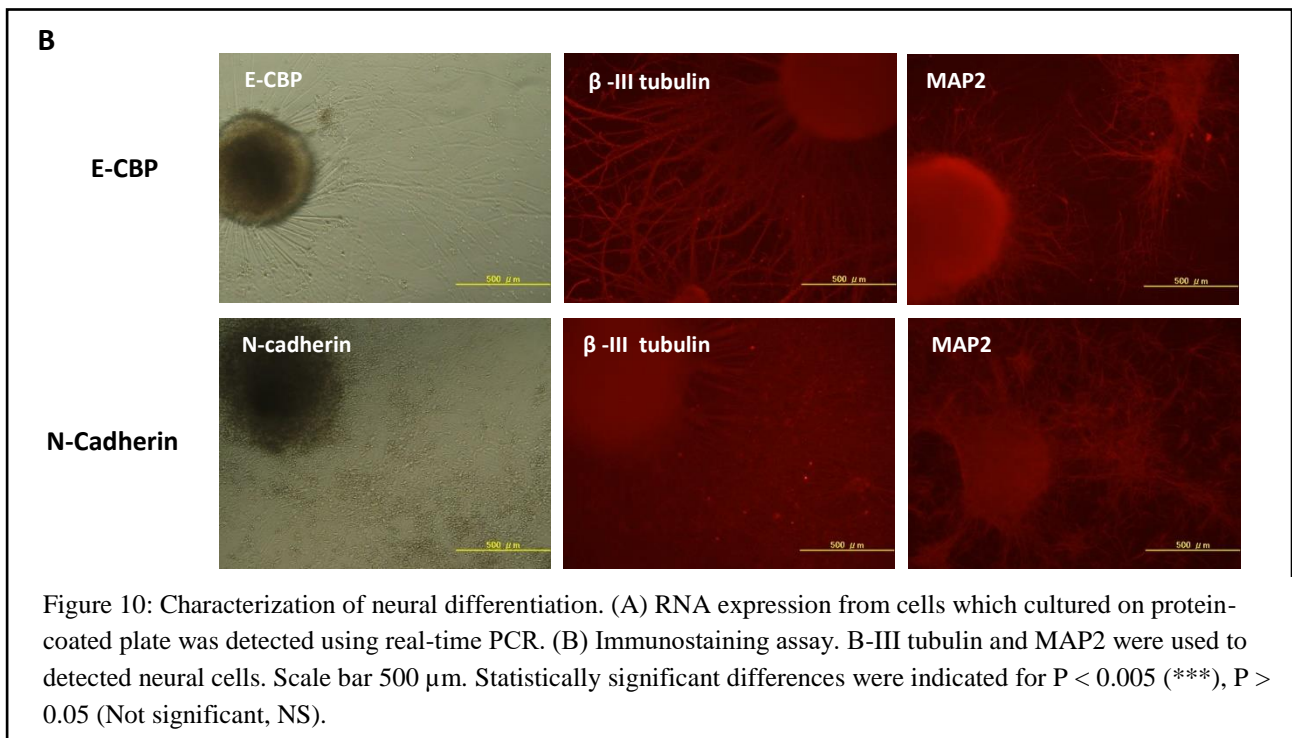 B
E-CBP
β -III tubulin
MAP2
E-CBP
500 μm
500 μm
500 μm
N-cadherin
β -III tubulin
MAP2
N-Cadherin
500 μm
500 μm
500 μm
Figure 10: Characterization of neural differentiation. (A) RNA expression from cells which cultured on protein-
coated plate was detected using real-time PCR. (B) Immunostaining assay. B-III tubulin and MAP2 were used to
detected neural cells. Scale bar 500 µm. Statistically significant differences were indicated for P < 0.005 (***), P >
0.05 (Not significant, NS).